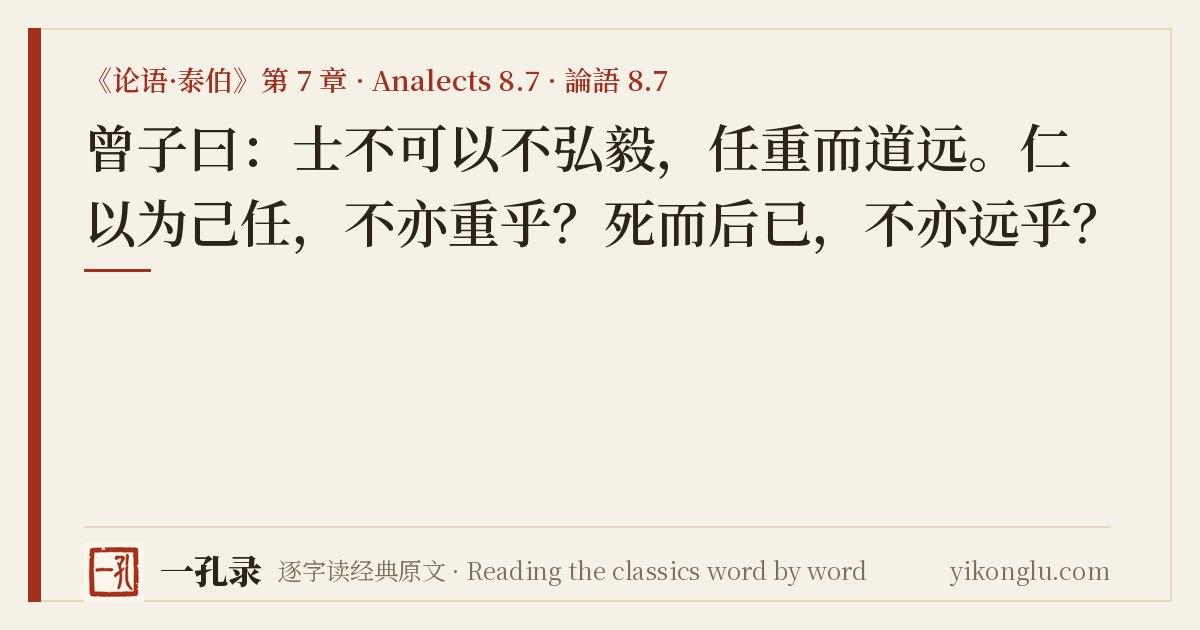 《论语·泰伯》第 7 章 · Analects 8.7 · 論語 8.7
曾子曰：士不可以不弘毅，任重而道远。仁
以为己任，不亦重乎？死而后已，不亦远乎？
一孔
一孔录 逐字读经典原文 · Reading the classics word by word yikonglu.com